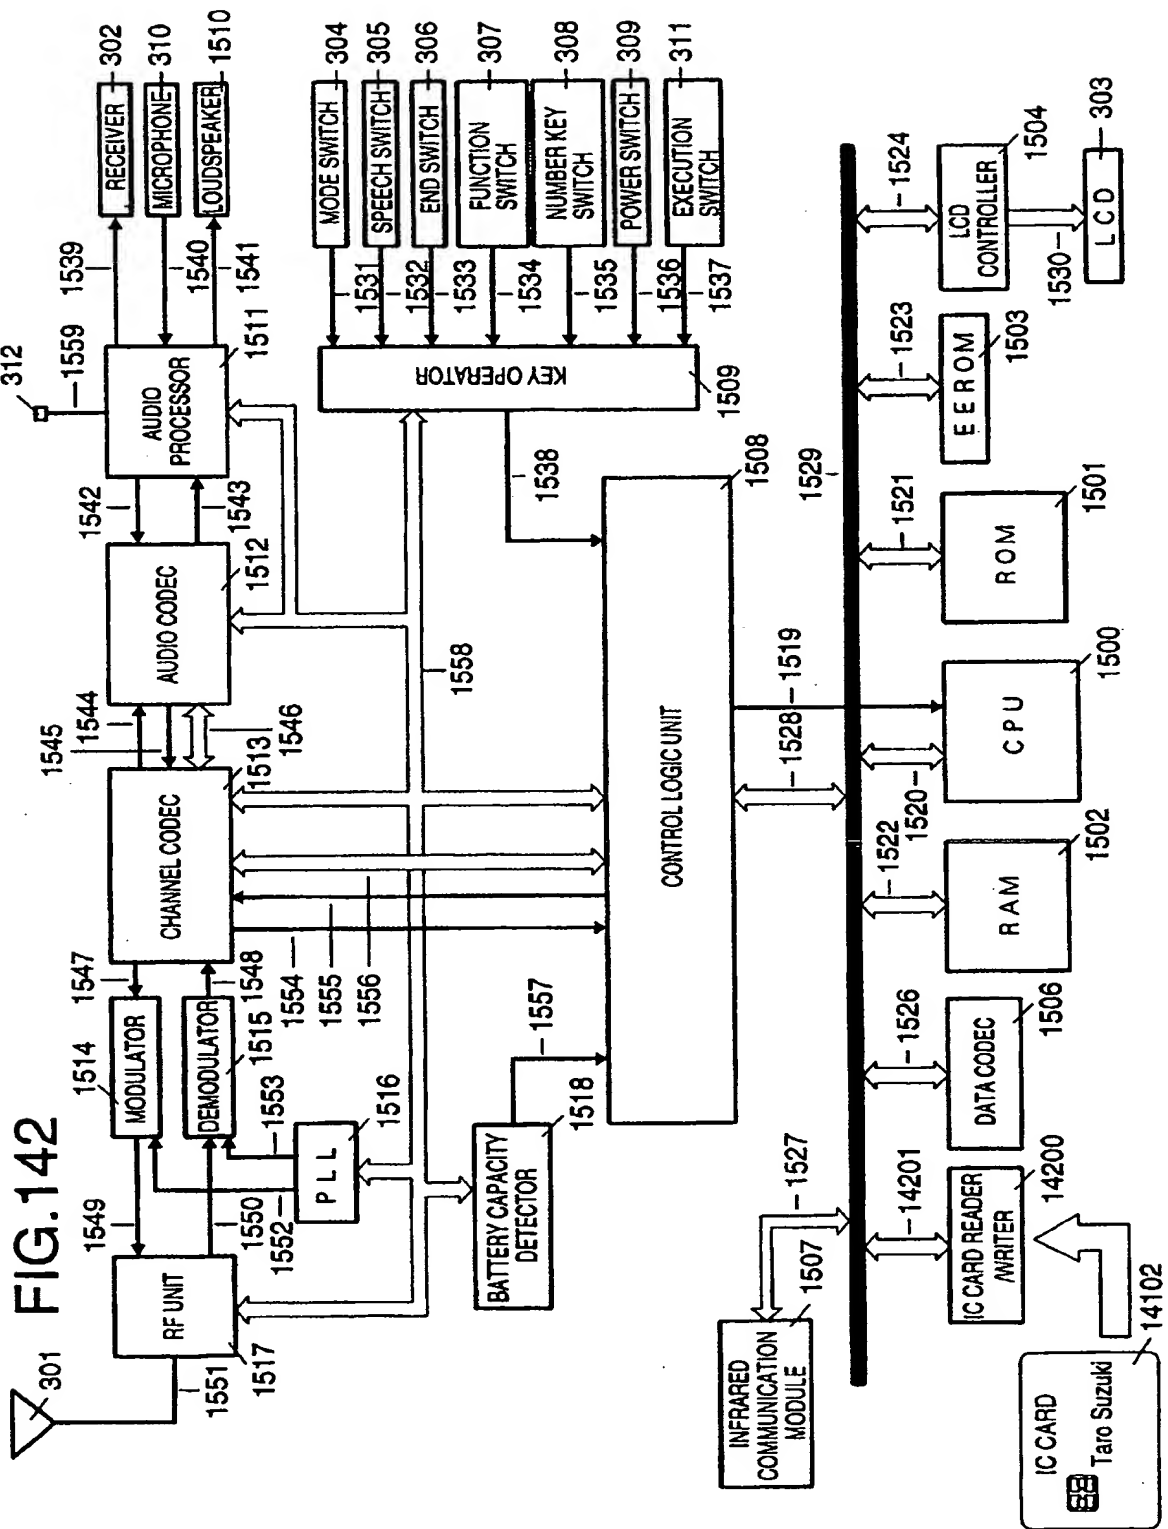 FIG.142
301
1551
RF UNIT
1517
1549
1550
1552
1514
MODULATOR
DEMODULATOR
1515
1553
PLL
1516
1547
1548
CHANNEL CODEC
1513
1554
1555
1556
1545
1544
1546
AUDIO CODEC
1512
1542
1543
AUDIO
PROCESSOR
1511
312
1559
1539
1540
1541
RECEIVER
302
MICROPHONE
310
LOUDSPEAKER
1510
MODE SWITCH
304
SPEECH SWITCH
305
END SWITCH
306
FUNCTION
SWITCH
307
NUMBER KEY
SWITCH
308
POWER SWITCH
309
EXECUTION
SWITCH
311
1531
1532
1533
1534
1535
1536
1537
KEY OPERATOR
1509
1538
1558
BATTERY CAPACITY
DETECTOR
1518
1557
CONTROL LOGIC UNIT
1508
1528
1519
1529
INFRARED
COMMUNICATION
MODULE
1507
1527
IC CARD
Taro Suzuki
14102
IC CARD READER
/WRITER
14200
14201
DATA CODEC
1506
1526
RAM
1502
1522
1520
CPU
1500
ROM
1501
1521
EEROM
1503
1523
LCD
CONTROLLER
1504
1524
1530
LCD
303